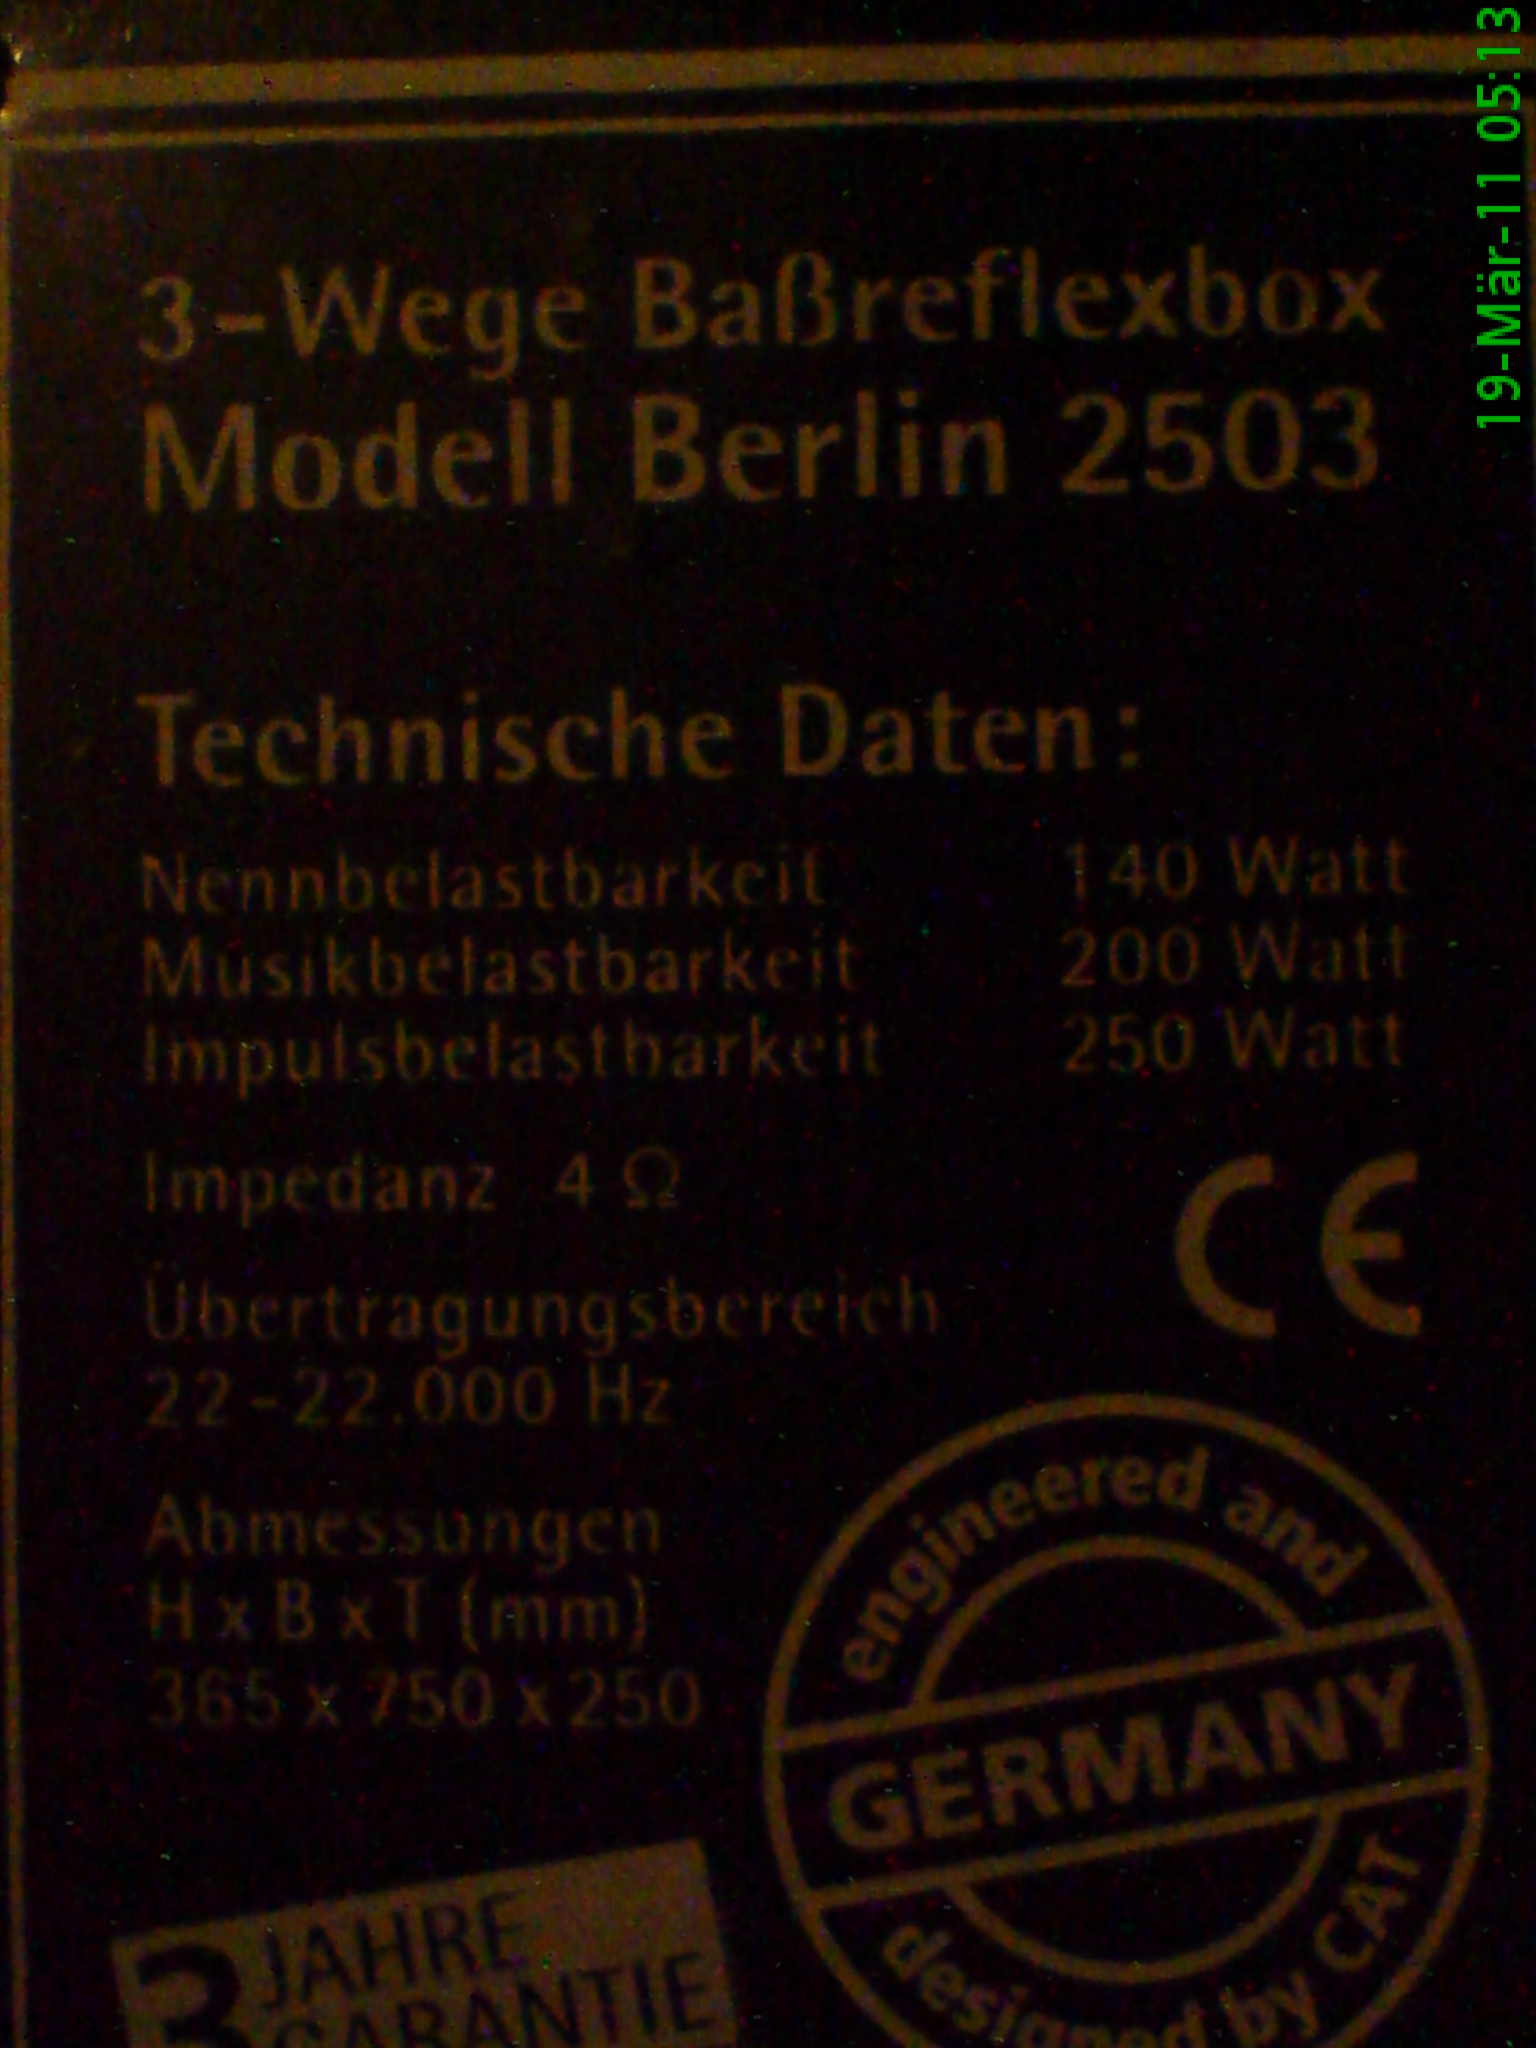 19-Mär-11 05:13
3-Wege Baßreflexbox
Modell Berlin 2503
Technische Daten:
Nennbelastbarkeit 140 Watt
Musikbelastbarkeit 200 Watt
Impulsbelastbarkeit 250 Watt
Impedanz 4 Ω
CE
Übertragungsbereich
22-22.000 Hz
Abmessungen
H x B x T (mm)
365 x 750 x 250
engineered and
GERMANY
designed by CAT
3 JAHRE
GARANTIE